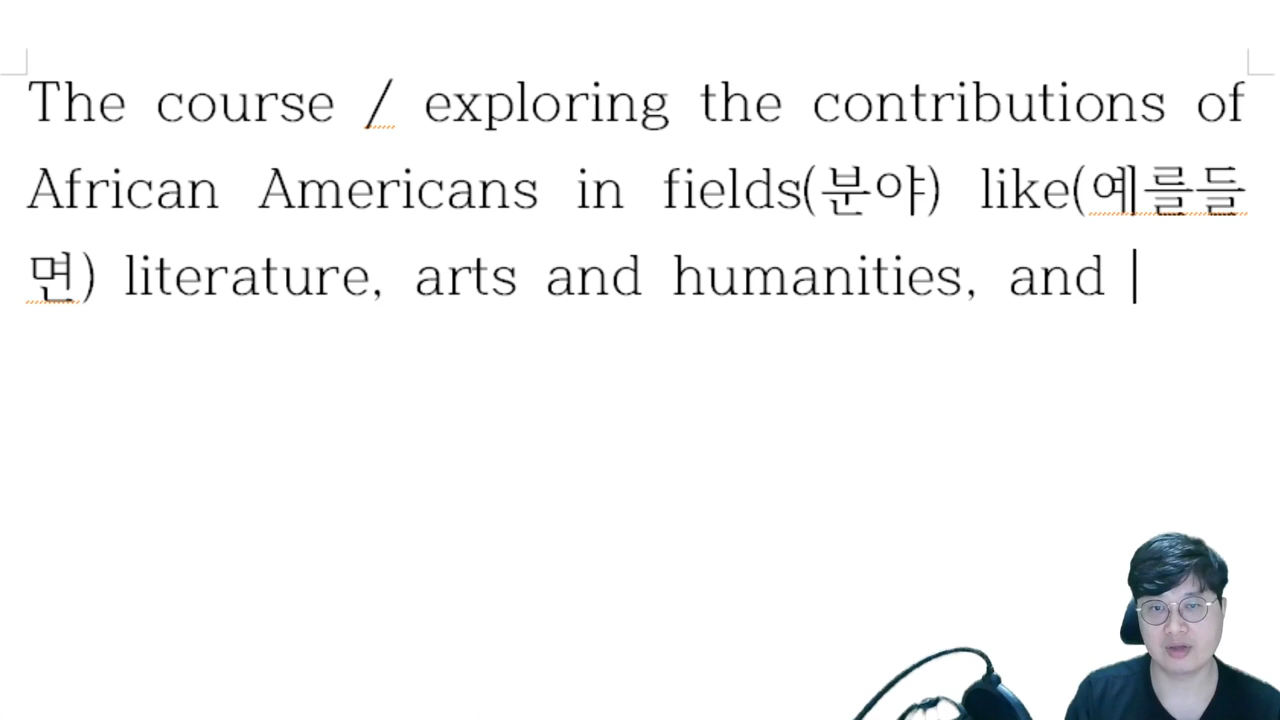 The course / exploring the contributions of
African Americans in fields(분야) like(예를들
면) literature, arts and humanities, and